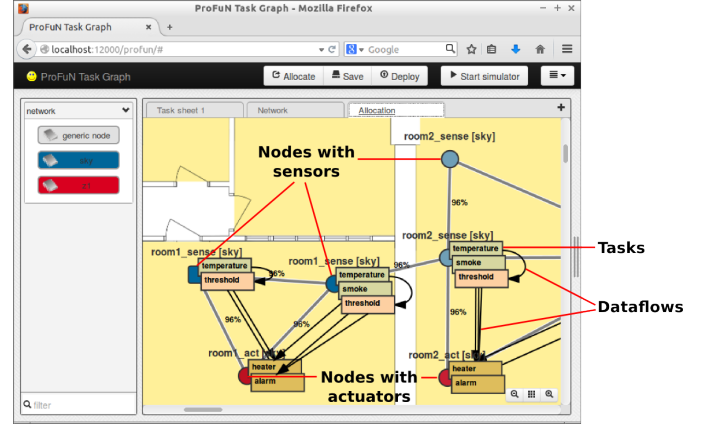 ProFuN Task Graph - Mozilla Firefox
ProFuN Task Graph
localhost:12000/profun/#
Google
ProFuN Task Graph
Allocate
Save
Deploy
Start simulator
network
generic node
sky
z1
filter
Task sheet 1
Network
Allocation
room2_sense [sky]
Nodes with
sensors
96%
room2_sense [sky]
temperature
smoke
threshold
Tasks
room1_sense [sky]
temperature
threshold
96%
room1_sense [sky]
temperature
smoke
threshold
96%
Dataflows
96%
96%
96%
room1_act [sky]
heater
alarm
room2_act [sky]
heater
alarm
Nodes with
actuators